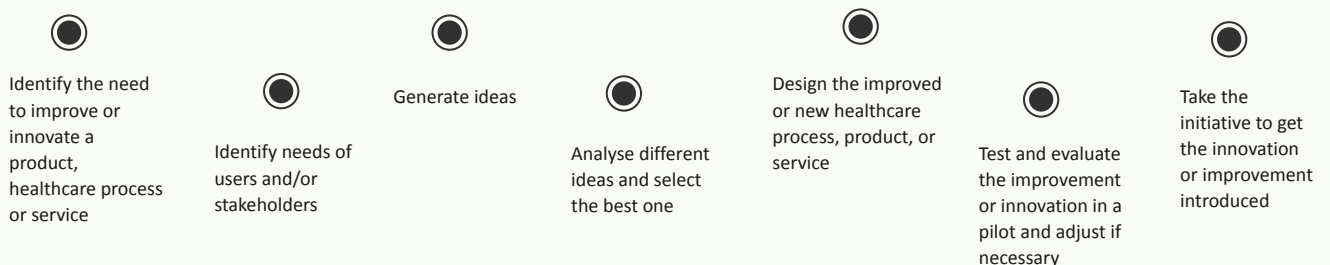 Identify the need
to improve or
innovate a
product,
healthcare process
or service
Identify needs of
users and/or
stakeholders
Generate ideas
Analyse different
ideas and select
the best one
Design the improved
or new healthcare
process, product, or
service
Test and evaluate
the improvement
or innovation in a
pilot and adjust if
necessary
Take the
initiative to get
the innovation
or improvement
introduced